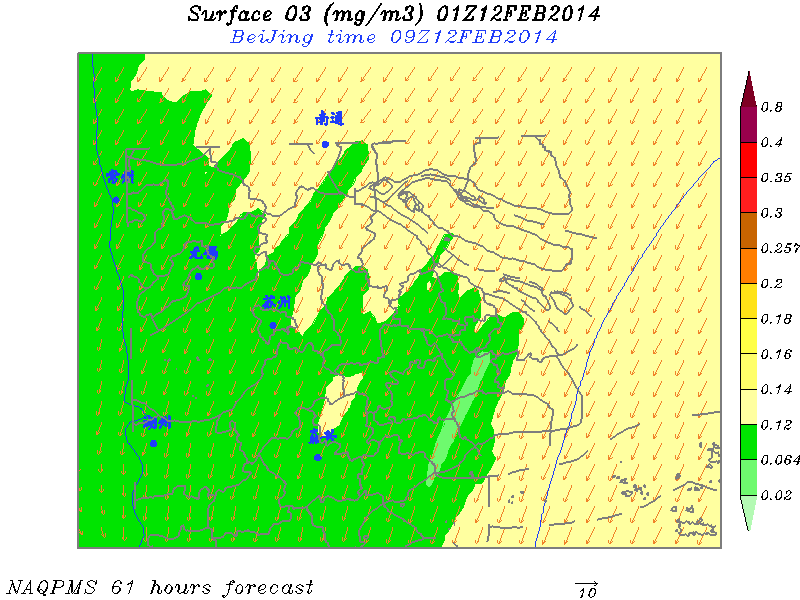 Surface O3 (mg/m3) 01Z12FEB2014
BeiJing time 09Z12FEB2014
南通
常州
无锡
苏州
湖州
嘉兴
0.8
0.4
0.35
0.3
0.257
0.2
0.18
0.16
0.14
0.12
0.064
0.02
NAQPMS 61 hours forecast
10